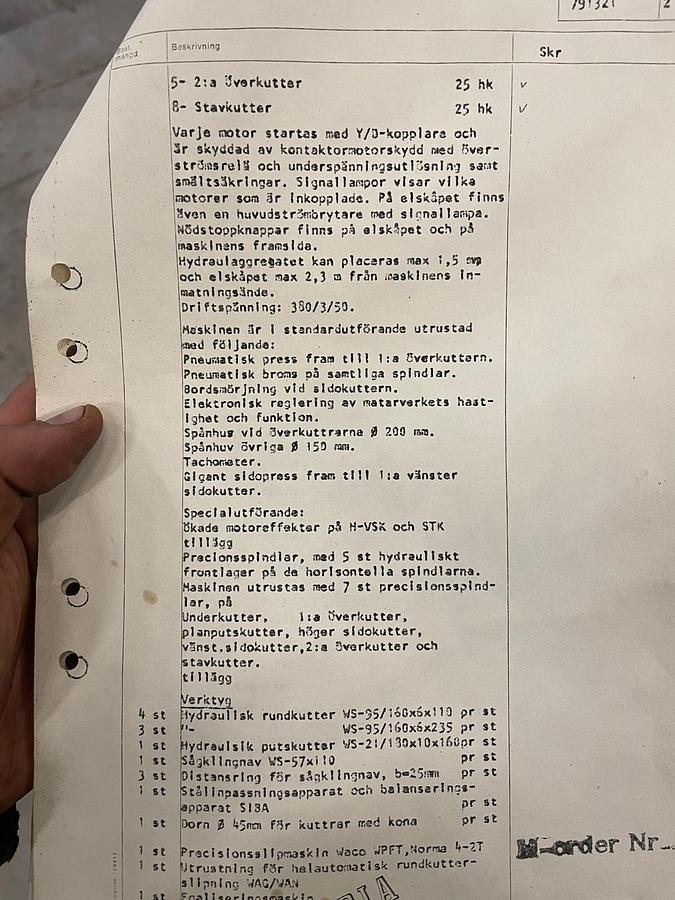 791321
2
Best. mängd
Beskrivning
Skr
5- 2:a Överkutter 25 hk ✓
8- Stavkutter 25 hk ✓
Varje motor startas med Y/D-kopplare och
är skyddad av kontaktormotorskydd med över-
strömsrelä och underspänningsutlösning samt
smältsäkringar. Signallampor visar vilka
motorer som är inkopplade. På elskåpet finns
även en huvudströmbrytare med signallampa.
Nödstoppknappar finns på elskåpet och på
maskinens framsida.
Hydraulaggregatet kan placeras max 1,5 m
och elskåpet max 2,3 m från maskinens in-
matningsände.
Driftspänning: 380/3/50.
Maskinen är i standardutförande utrustad
med följande:
Pneumatisk press fram till 1:a överkuttern.
Pneumatisk broms på samtliga spindlar.
Bordsmörjning vid sidokuttern.
Elektronisk reglering av matarverkets hast-
ighet och funktion.
Spånhus vid överkuttrarna Ø 200 mm.
Spånhuv övriga Ø 150 mm.
Tachometer.
Gigant sidopress fram till 1:a vänster
sidokutter.
Specialutförande:
Ökade motoreffekter på H-VSK och STK
tillägg
Precionsspindlar, med 5 st hydrauliskt
frontlager på de horisontella spindlarna.
Maskinen utrustas med 7 st precisionsspind-
lar, på
Underkutter, 1:a överkutter,
planputskutter, höger sidokutter,
vänst.sidokutter,2:a överkutter och
stavkutter.
tillägg
Verktyg
4 st Hydraulisk rundkutter WS-95/160x6x110 pr st
3 st "- WS-95/160x6x235 pr st
1 st Hydraulsik putskutter WS-21/180x10x160pr st
1 st Sågklingnav WS-57x110 pr st
3 st Distansring för sågklingnav, b=25mm pr st
1 st Stålinpassningsapparat och balanserings-
apparat SIBA pr st
1 st Dorn Ø 45mm för kuttrar med kona pr st
1 st Precisionsslipmaskin Waco WPFT,Norma 4-2T
1 st Utrustning för helautomatisk rundkutter-
slipning WAG/WAN
1 st Egaliseringsmaskin
M-order Nr